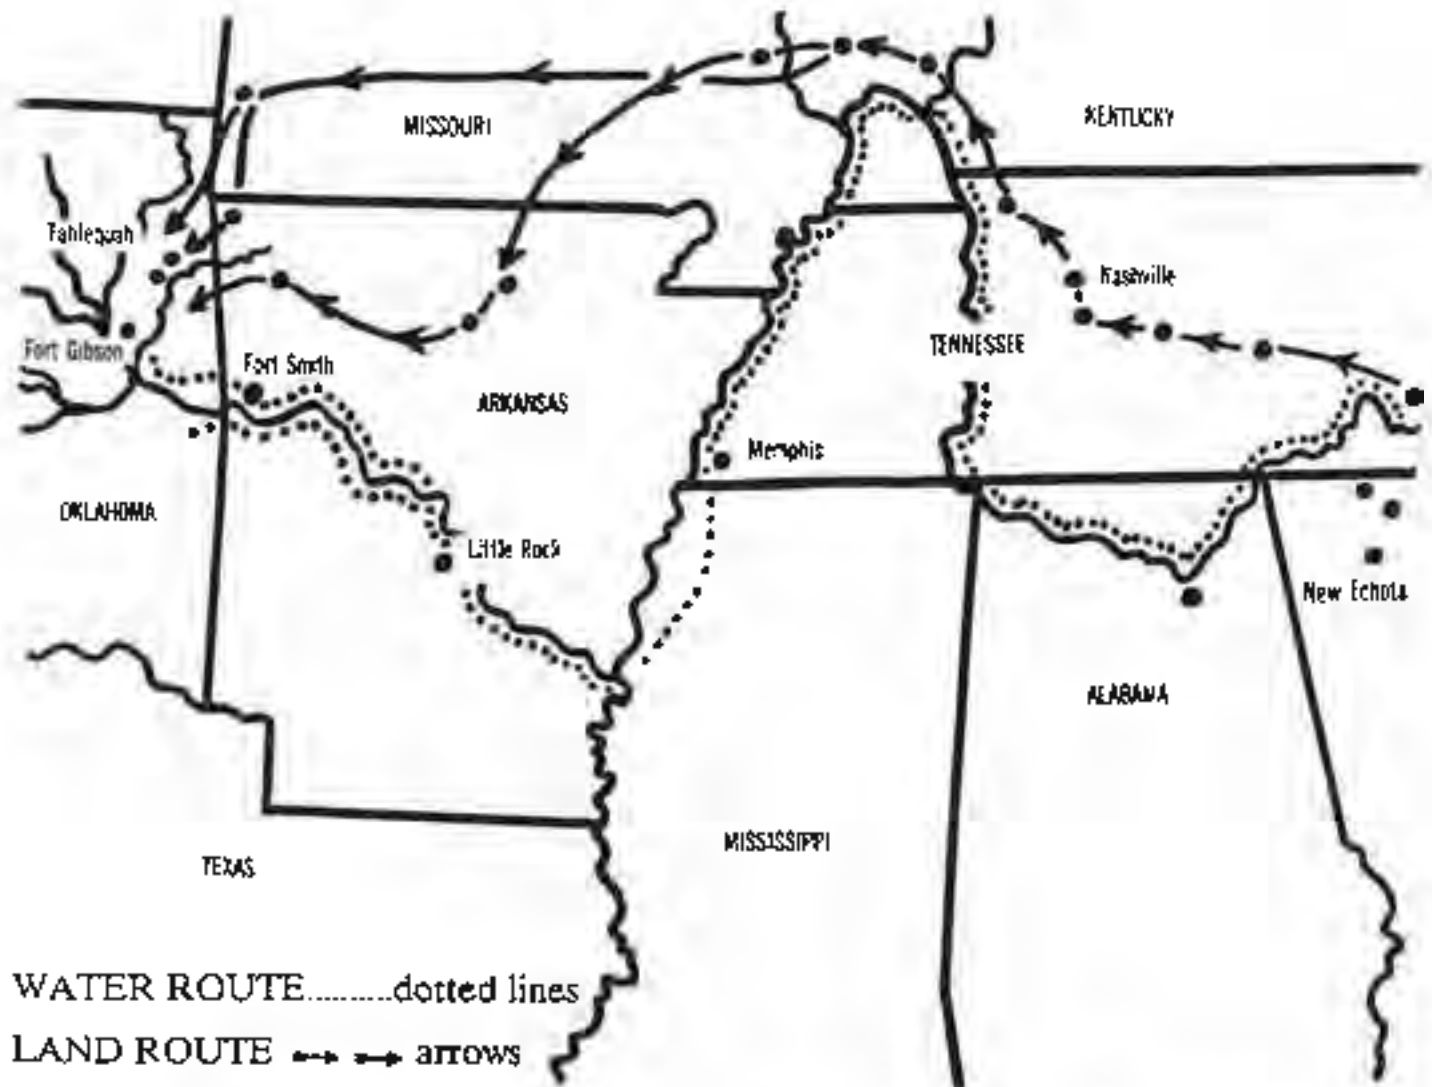 MISSOURI
KENTUCKY
Tahlequah
Nashville
Fort Gibson
Fort Smith
TENNESSEE
ARKANSAS
Memphis
OKLAHOMA
Little Rock
New Echota
ALABAMA
MISSISSIPPI
TEXAS
WATER ROUTE..........dotted lines
LAND ROUTE arrows